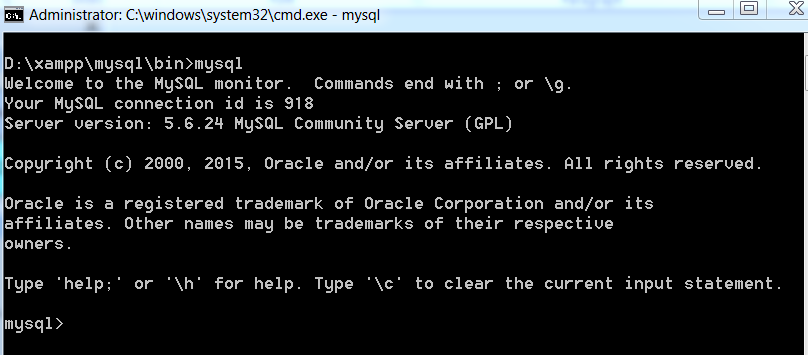 Administrator: C:\windows\system32\cmd.exe - mysql
D:\xampp\mysql\bin>mysql
Welcome to the MySQL monitor.  Commands end with ; or \g.
Your MySQL connection id is 918
Server version: 5.6.24 MySQL Community Server (GPL)
Copyright (c) 2000, 2015, Oracle and/or its affiliates. All rights reserved.
Oracle is a registered trademark of Oracle Corporation and/or its
affiliates. Other names may be trademarks of their respective
owners.
Type 'help;' or '\h' for help. Type '\c' to clear the current input statement.
mysql>